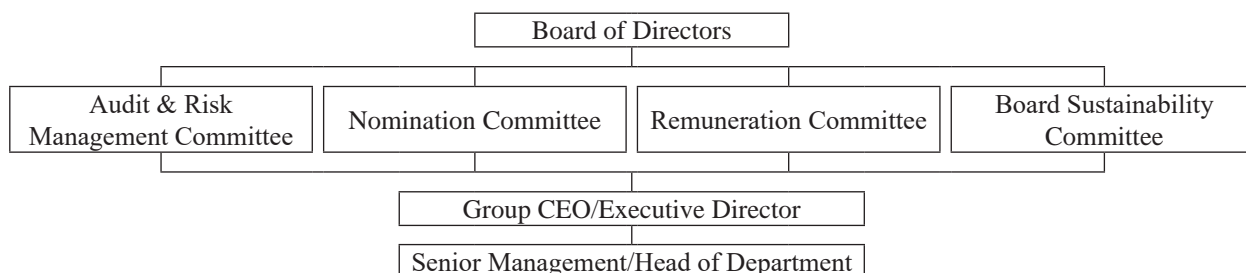 Board of Directors
Audit & Risk
Management Committee
Nomination Committee
Remuneration Committee
Board Sustainability
Committee
Group CEO/Executive Director
Senior Management/Head of Department